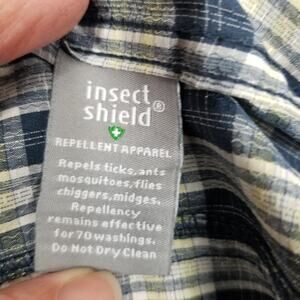 insect
shield®
REPELLENT APPAREL
Repels ticks, ants
mosquitoes, flies
chiggers, midges.
Repellency
remains effective
for 70 washings.
Do Not Dry Clean